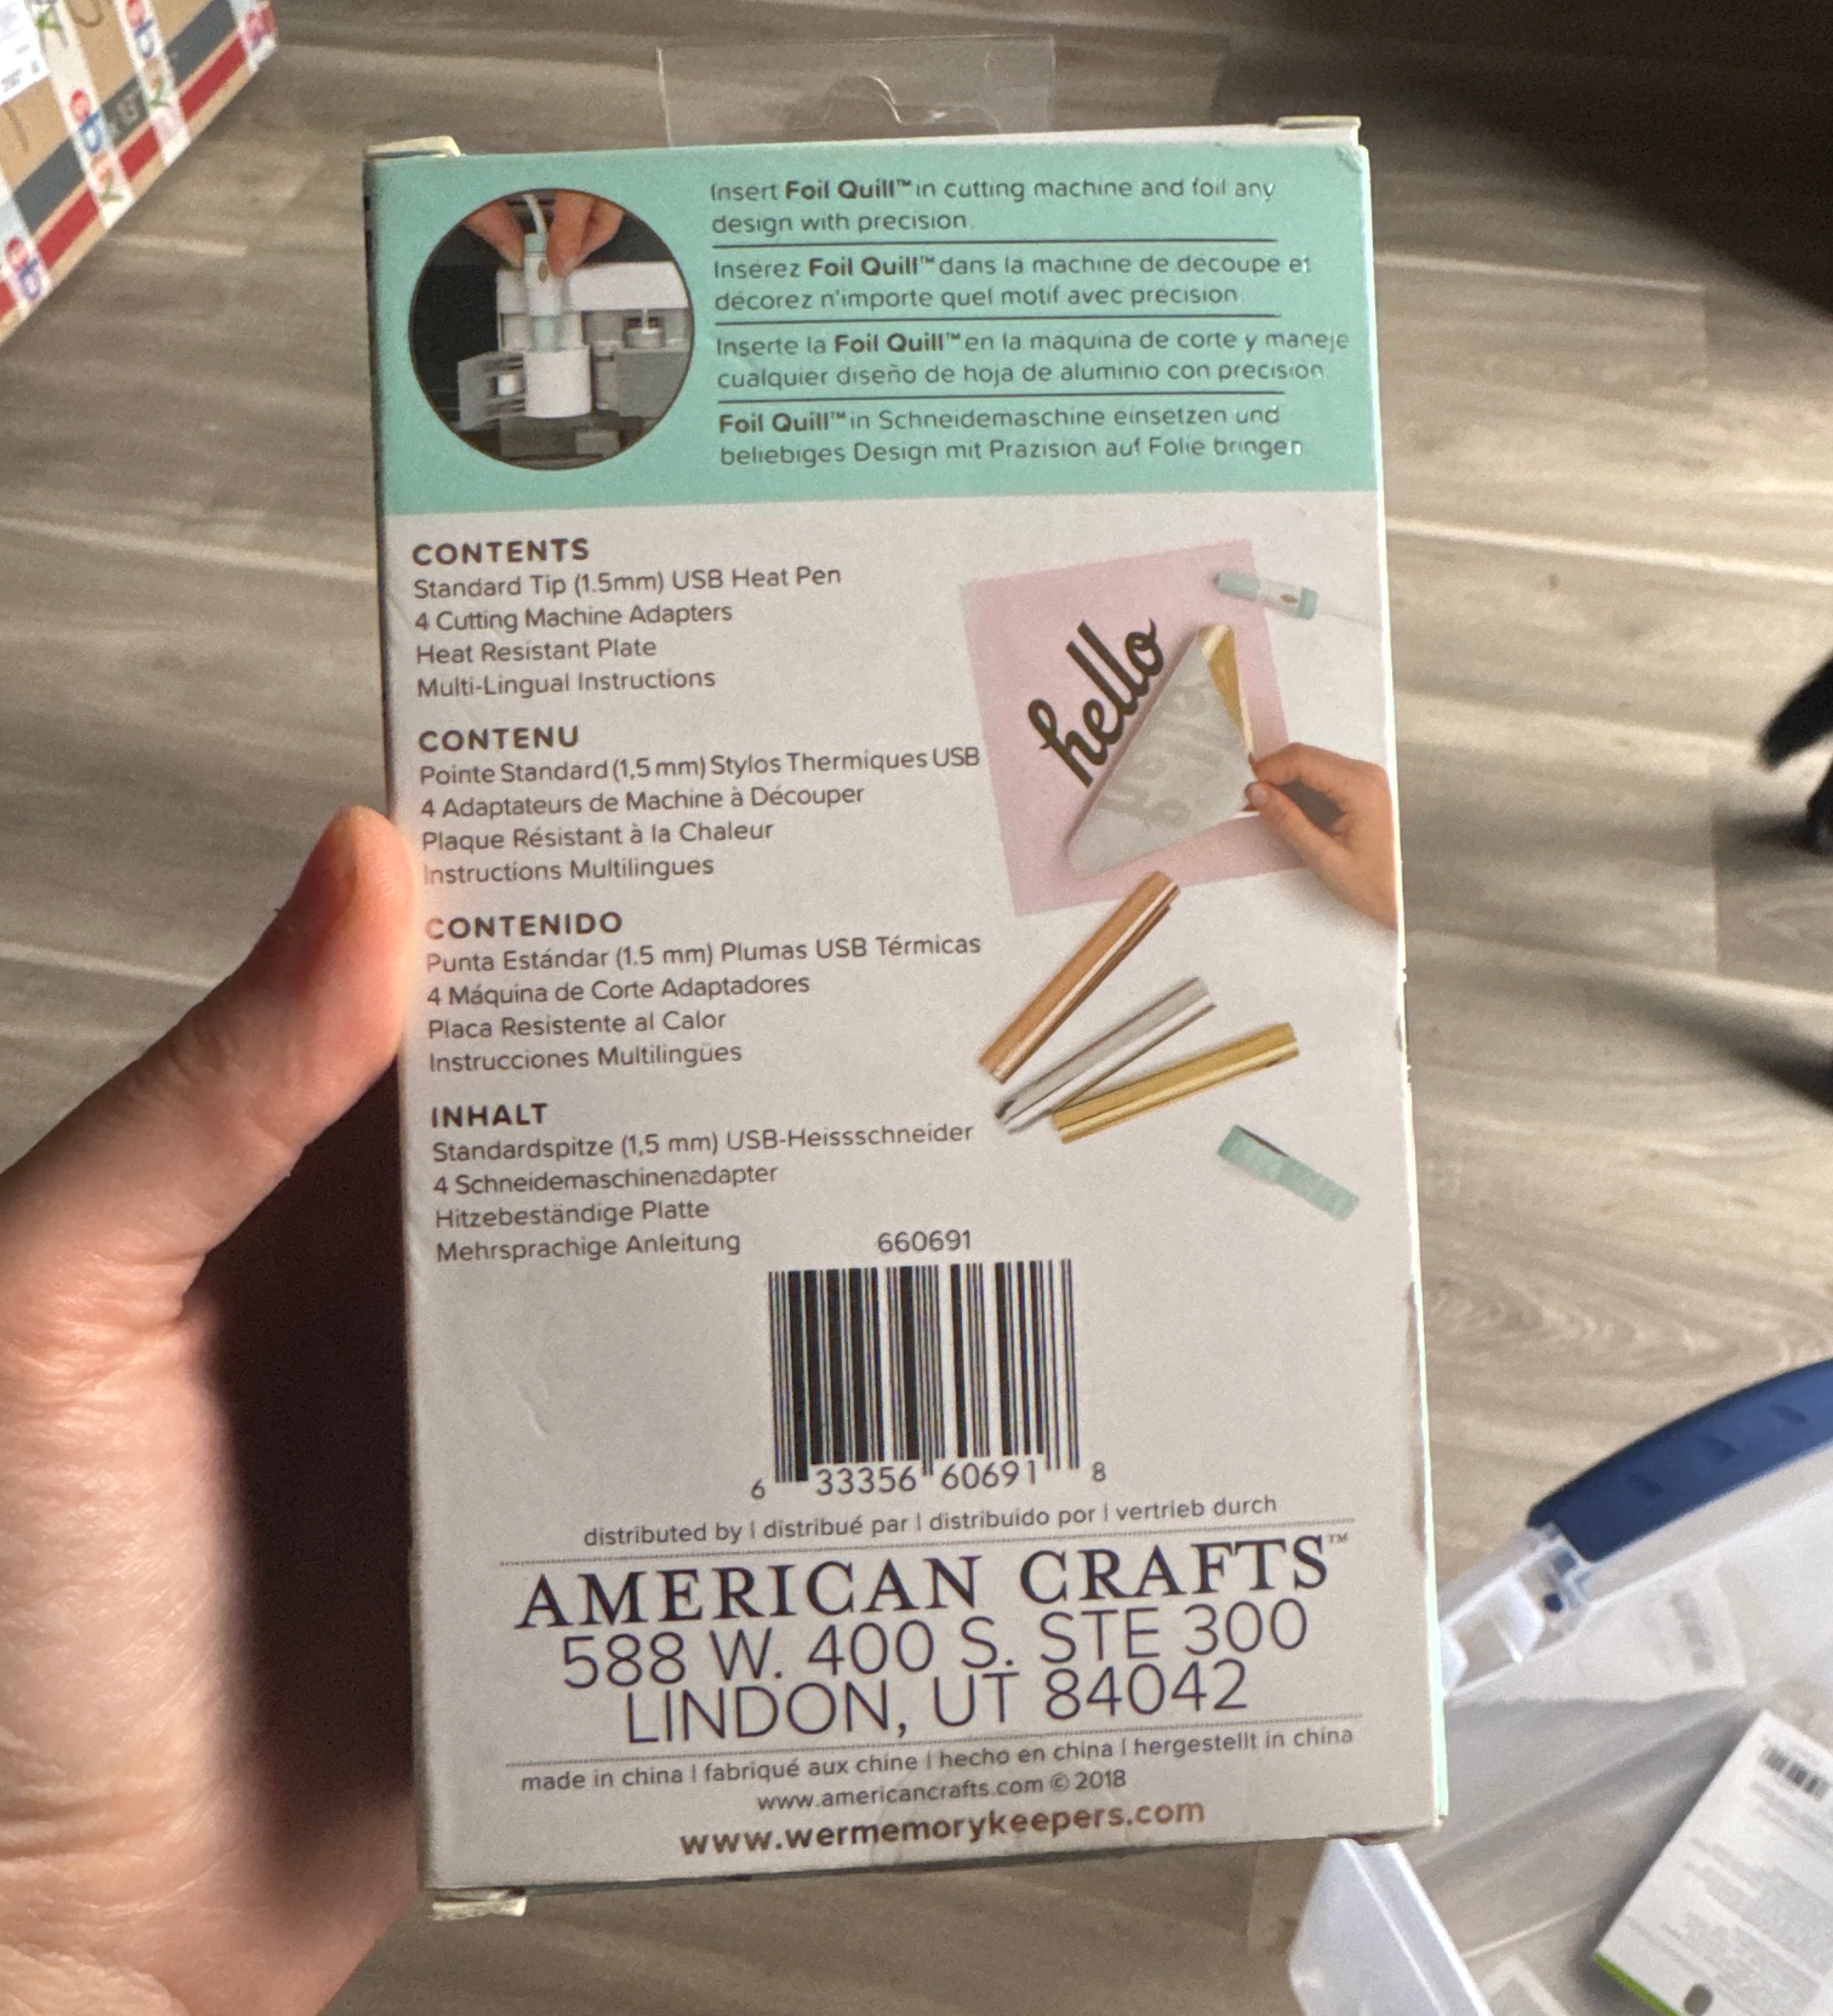 Insert Foil Quill™ in cutting machine and foil any
design with precision.
Insérez Foil Quill™ dans la machine de découpe et
décorez n'importe quel motif avec précision.
Inserte la Foil Quill™ en la máquina de corte y maneje
cualquier diseño de hoja de aluminio con precisión.
Foil Quill™ in Schneidemaschine einsetzen und
beliebiges Design mit Präzision auf Folie bringen.
CONTENTS
Standard Tip (1.5mm) USB Heat Pen
4 Cutting Machine Adapters
Heat Resistant Plate
Multi-Lingual Instructions
hello
CONTENU
Pointe Standard (1,5 mm) Stylos Thermiques USB
4 Adaptateurs de Machine à Découper
Plaque Résistant à la Chaleur
Instructions Multilingues
CONTENIDO
Punta Estándar (1.5 mm) Plumas USB Térmicas
4 Máquina de Corte Adaptadores
Placa Resistente al Calor
Instrucciones Multilingües
INHALT
Standardspitze (1,5 mm) USB-Heissschneider
4 Schneidemaschinenadapter
Hitzebeständige Platte
Mehrsprachige Anleitung
660691
6 33356 60691 8
distributed by | distribué par | distribuido por | vertrieb durch
AMERICAN CRAFTS™
588 W. 400 S. STE 300
LINDON, UT 84042
made in china | fabriqué aux chine | hecho en china | hergestellt in china
www.americancrafts.com © 2018
www.wermemorykeepers.com